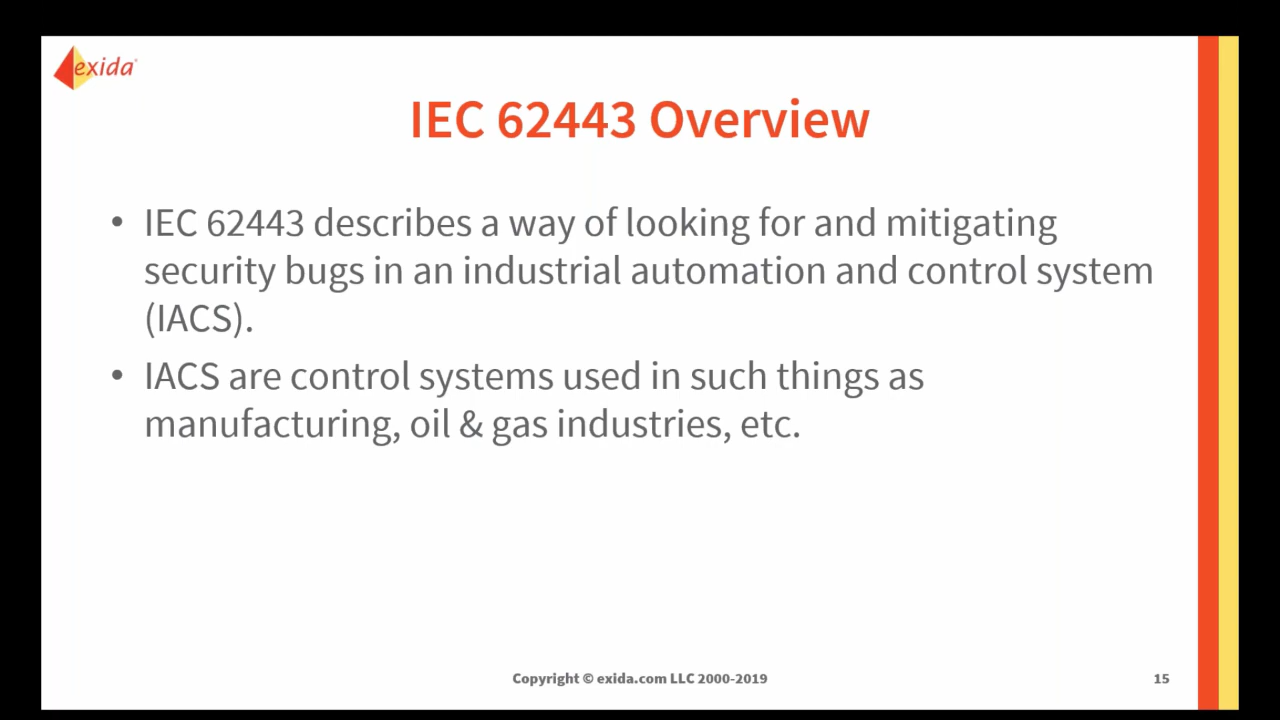 exida
IEC 62443 Overview
• IEC 62443 describes a way of looking for and mitigating
security bugs in an industrial automation and control system
(IACS).
• IACS are control systems used in such things as
manufacturing, oil & gas industries, etc.
Copyright © exida.com LLC 2000-2019
15